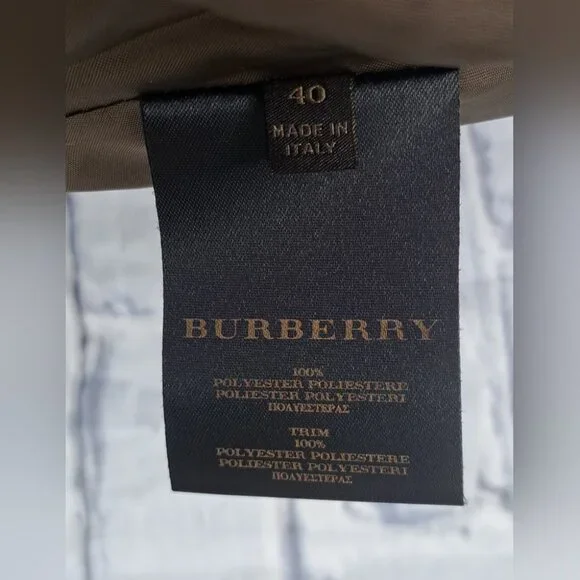 40
MADE IN
ITALY
BURBERRY
100%
POLYESTER POLIESTERE
POLIESTER POLYESTERI
ΠΟΛΥΕΣΤΕΡΑΣ
TRIM
100%
POLYESTER POLIESTERE
POLIESTER POLYESTERI
ΠΟΛΥΕΣΤΕΡΑΣ